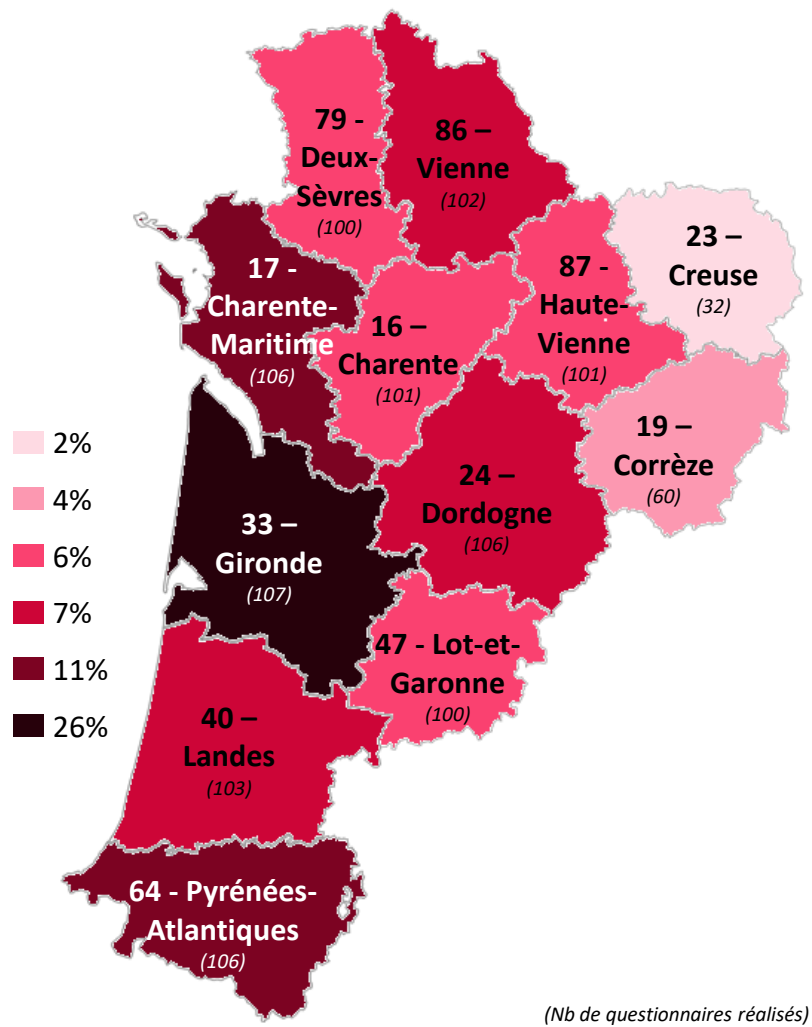 79 -
Deux-
Sèvres
(100)
86 –
Vienne
(102)
17 -
Charente-
Maritime
(106)
16 –
Charente
(101)
87 -
Haute-
Vienne
(101)
23 –
Creuse
(32)
19 –
Corrèze
(60)
24 –
Dordogne
(106)
33 –
Gironde
(107)
47 - Lot-et-
Garonne
(100)
40 –
Landes
(103)
64 - Pyrénées-
Atlantiques
(106)
2%
4%
6%
7%
11%
26%
(Nb de questionnaires réalisés)